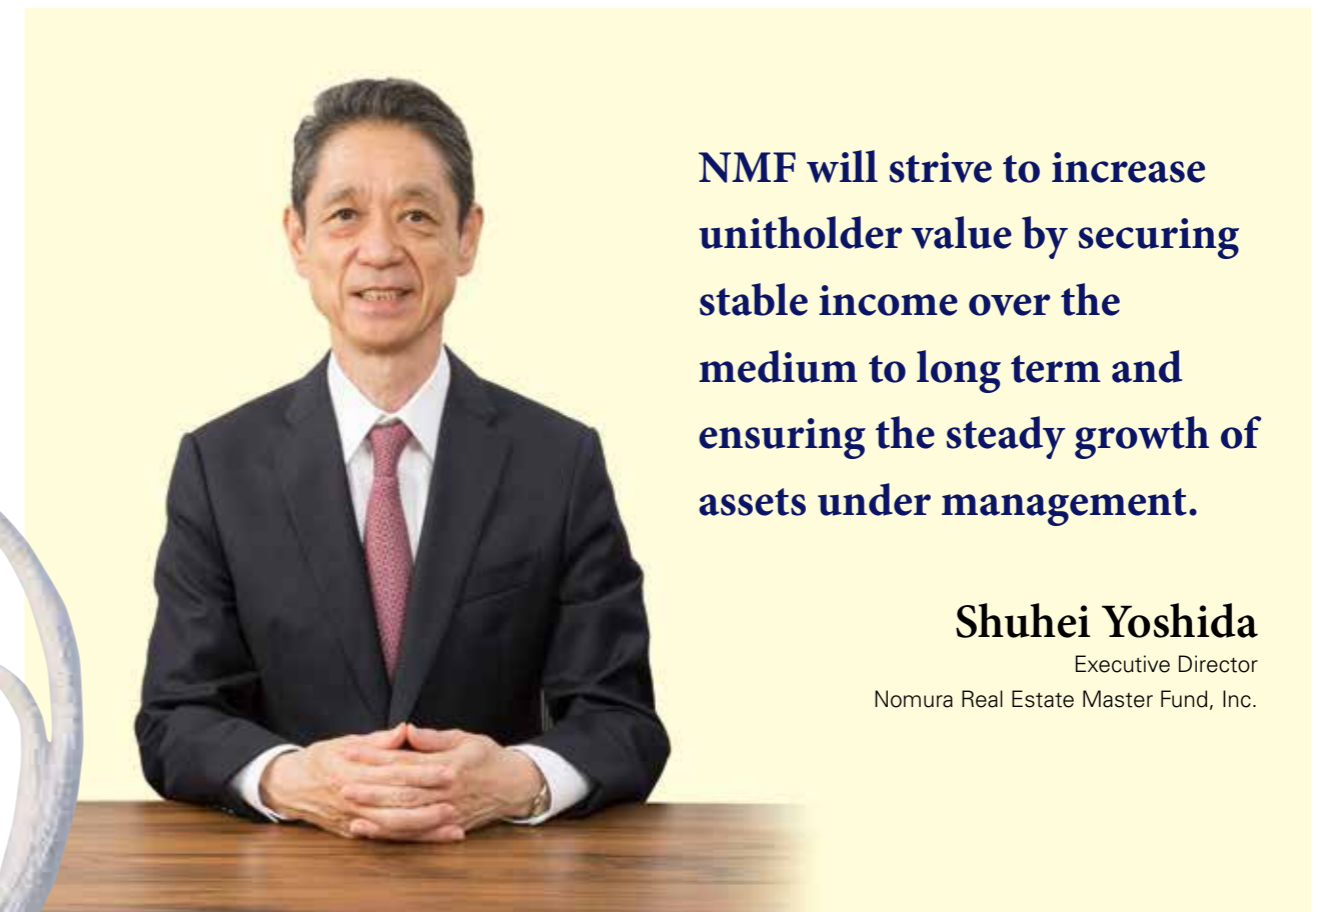 NMF will strive to increase
unitholder value by securing
stable income over the
medium to long term and
ensuring the steady growth of
assets under management.
Shuhei Yoshida
Executive Director
Nomura Real Estate Master Fund, Inc.